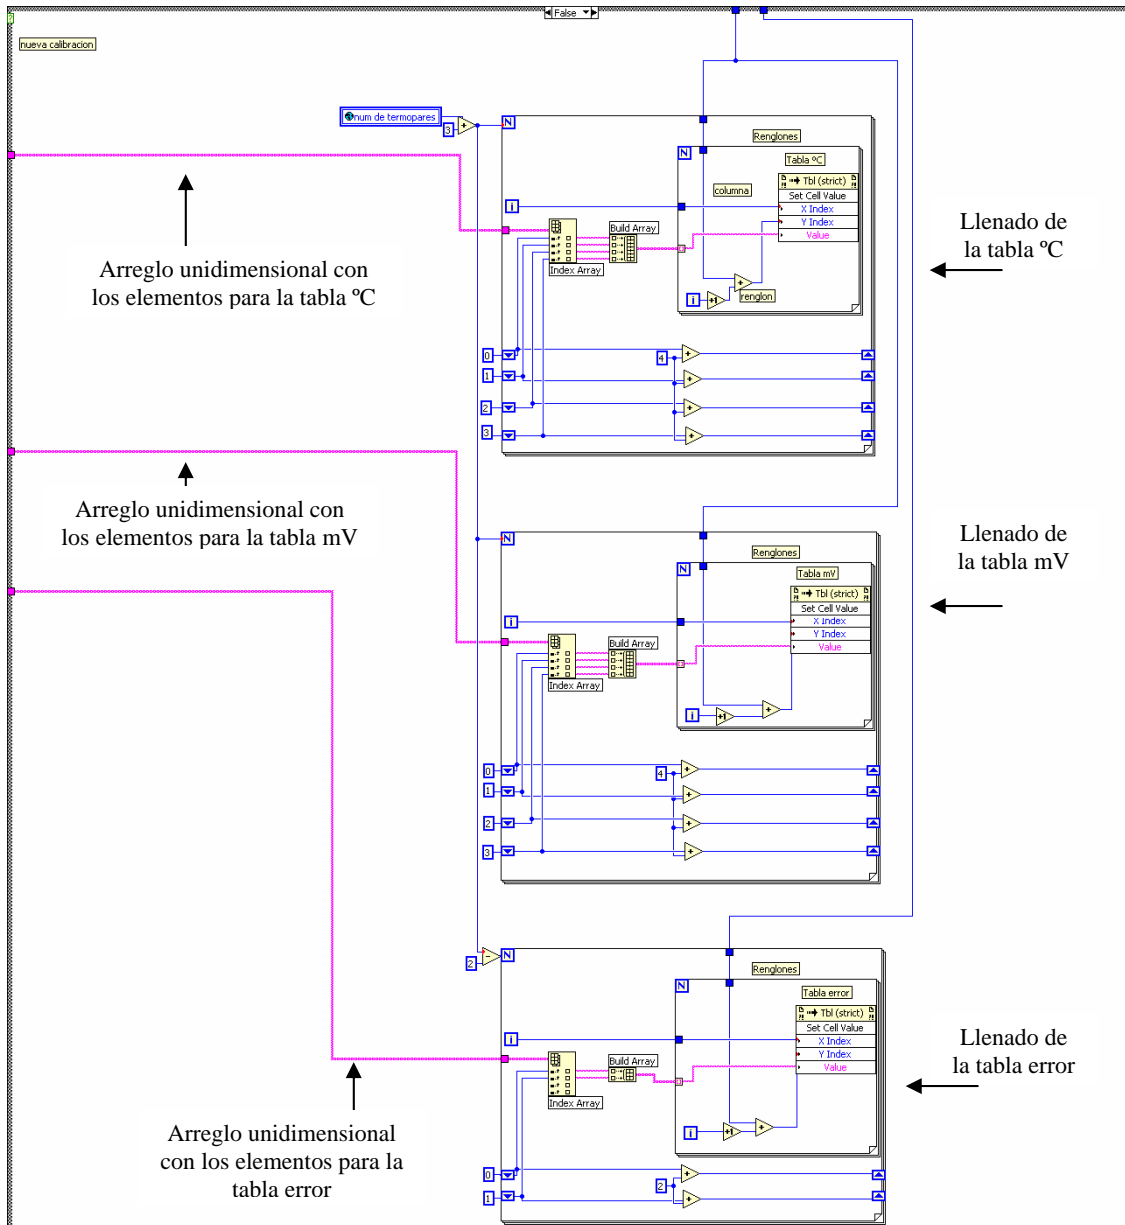 False
?
nueva calibracion
num de termopares
3
N
Renglones
N
Tabla ºC
Tbl (strict)
Set Cell Value
X Index
Y Index
Value
columna
i
Build Array
Index Array
i
+1
renglon
Arreglo unidimensional con
los elementos para la tabla ºC
Llenado de
la tabla ºC
0
4
1
2
3
Arreglo unidimensional con
los elementos para la tabla mV
N
Renglones
N
Tabla mV
Tbl (strict)
Set Cell Value
X Index
Y Index
Value
i
Build Array
Index Array
i
+1
Llenado de
la tabla mV
0
4
1
2
3
2
N
Renglones
N
Tabla error
Tbl (strict)
Set Cell Value
X Index
Y Index
Value
i
Build Array
Index Array
i
+1
Llenado de
la tabla error
Arreglo unidimensional
con los elementos para la
tabla error
0
2
1